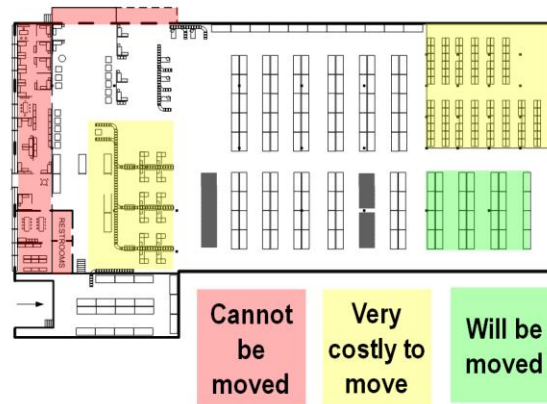 RESTROOMS
Cannot
be
moved
Very
costly to
move
Will be
moved